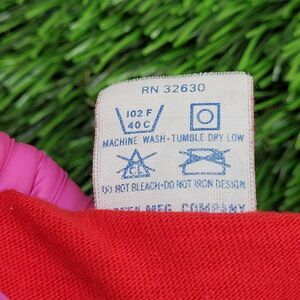 RN 32630
102 F
40 C
MACHINE WASH-TUMBLE DRY LOW
CL
DO NOT BLEACH-DO NOT IRON DESIGN
MFG. COMPANY